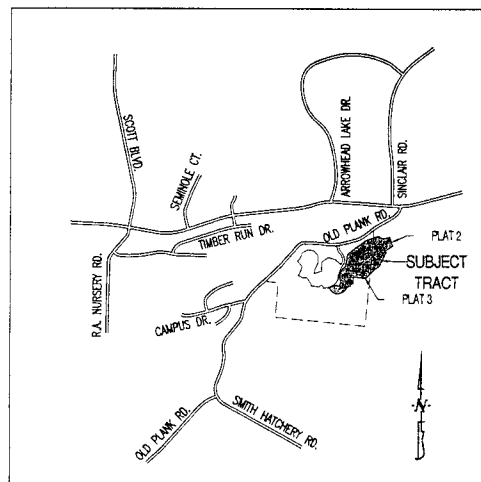 SCOTT BLVD.
SEMINOLE CT.
ARROWHEAD LAKE DR.
SINCLAIR RD.
TIMBER RUN DR.
OLD PLANK RD.
PLAT 2
SUBJECT
TRACT
PLAT 3
R.A. NURSERY RD.
CAMPUS DR.
N
OLD PLANK RD.
SMITH HATCHERY RD.